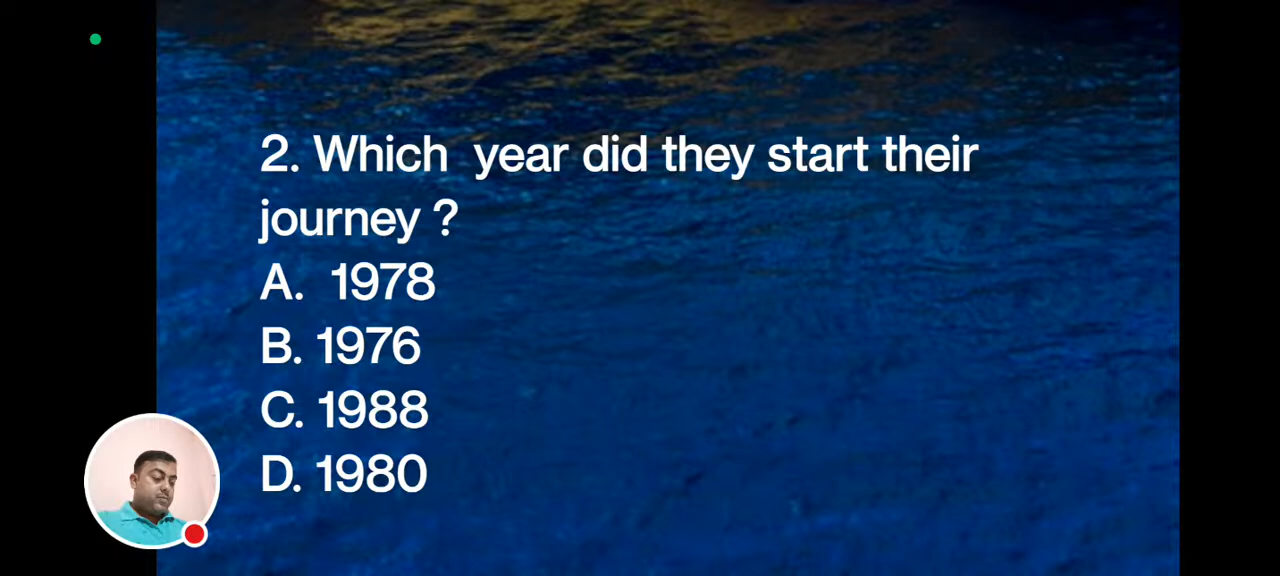 2. Which  year did they start their
journey ?
A.  1978
B. 1976
C. 1988
D. 1980